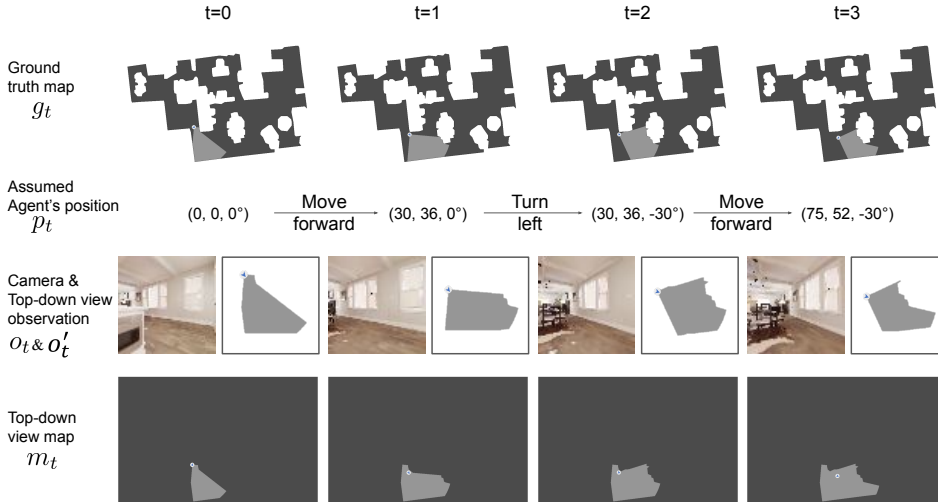 t=0 t=1 t=2 t=3
Ground
truth map
g_t
Assumed
Agent's position
p_t
(0, 0, 0°) Move forward (30, 36, 0°) Turn left (30, 36, -30°) Move forward (75, 52, -30°)
Camera &
Top-down view
observation
o_t & o'_t
Top-down
view map
m_t